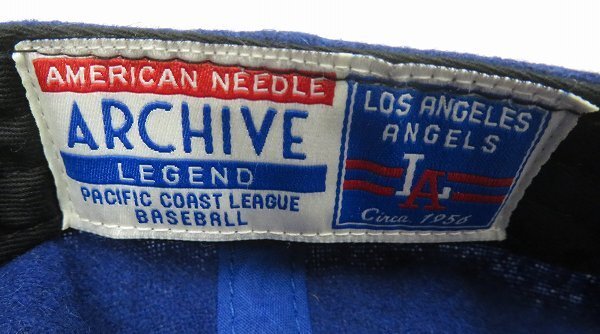 AMERICAN NEEDLE
ARCHIVE
LEGEND
PACIFIC COAST LEAGUE
BASEBALL
LOS ANGELES
ANGELS
LA
Circa. 1956